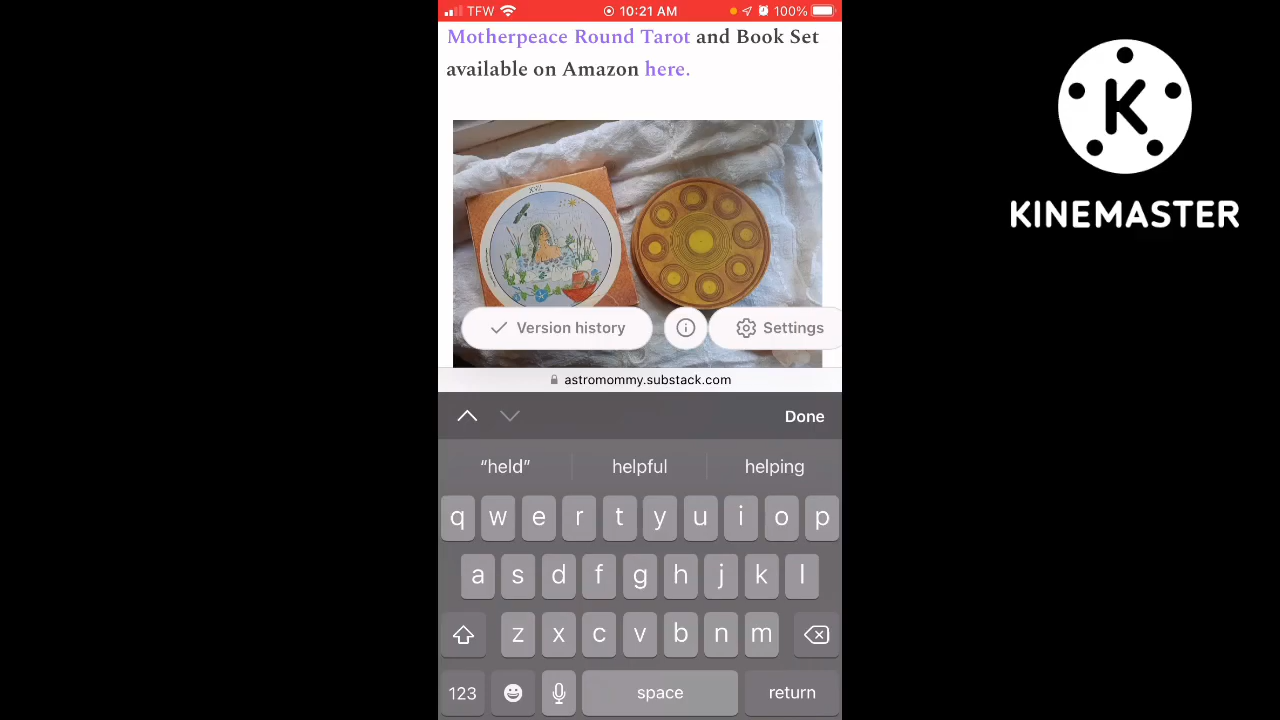 TFW 10:21 AM 100%
Motherpeace Round Tarot and Book Set
available on Amazon here.
XVII
Version history
Settings
astromommy.substack.com
Done
“held” helpful helping
q w e r t y u i o p
a s d f g h j k l
z x c v b n m
123 space return
K
KINEMASTER